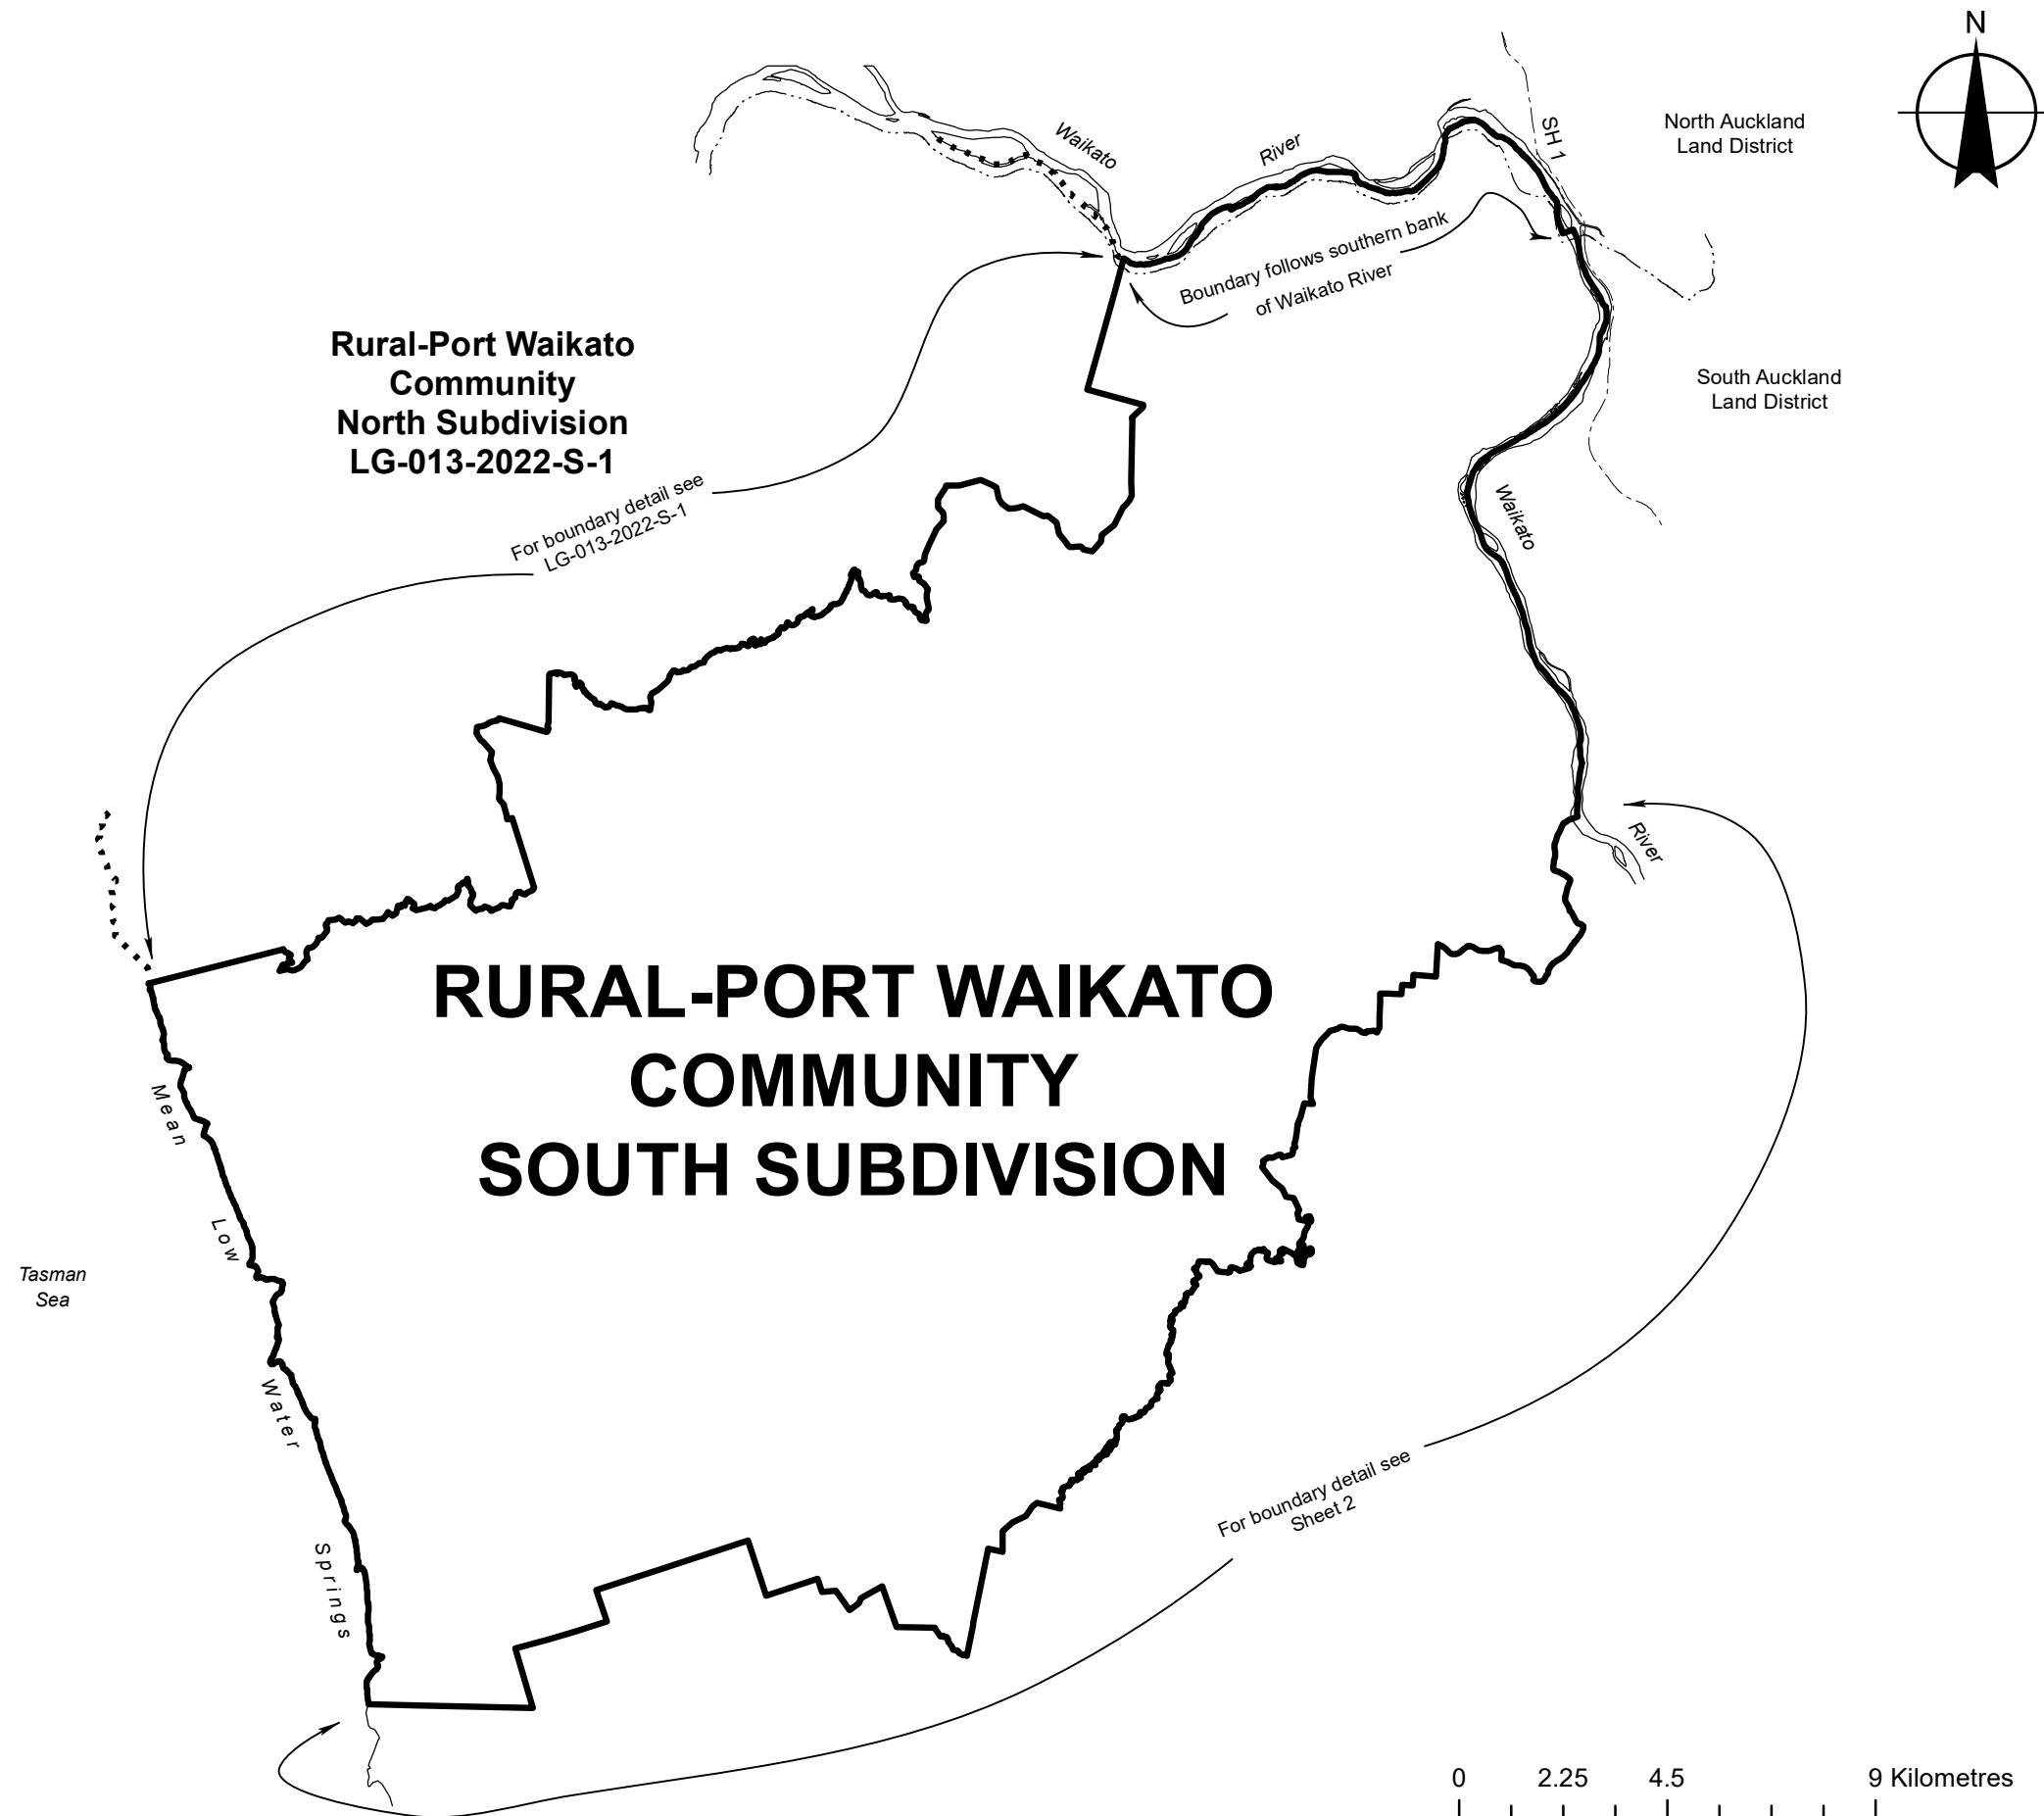 N
Waikato
River
SH 1
North Auckland
Land District
Boundary follows southern bank
of Waikato River
Rural-Port Waikato
Community
North Subdivision
LG-013-2022-S-1
South Auckland
Land District
For boundary detail see
LG-013-2022-S-1
Waikato
River
RURAL-PORT WAIKATO
COMMUNITY
SOUTH SUBDIVISION
Mean
Low
Water
Springs
Tasman
Sea
For boundary detail see
Sheet 2
0 2.25 4.5 9 Kilometres